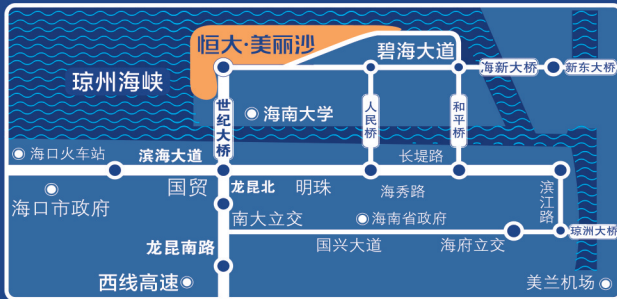 恒大·美丽沙
碧海大道
海新大桥
新东大桥
琼州海峡
世纪大桥
海南大学
人民桥
和平桥
海口火车站
滨海大道
长堤路
国贸
龙昆北
明珠
海秀路
滨江路
海口市政府
南大立交
海南省政府
琼洲大桥
龙昆南路
国兴大道
海府立交
西线高速
美兰机场